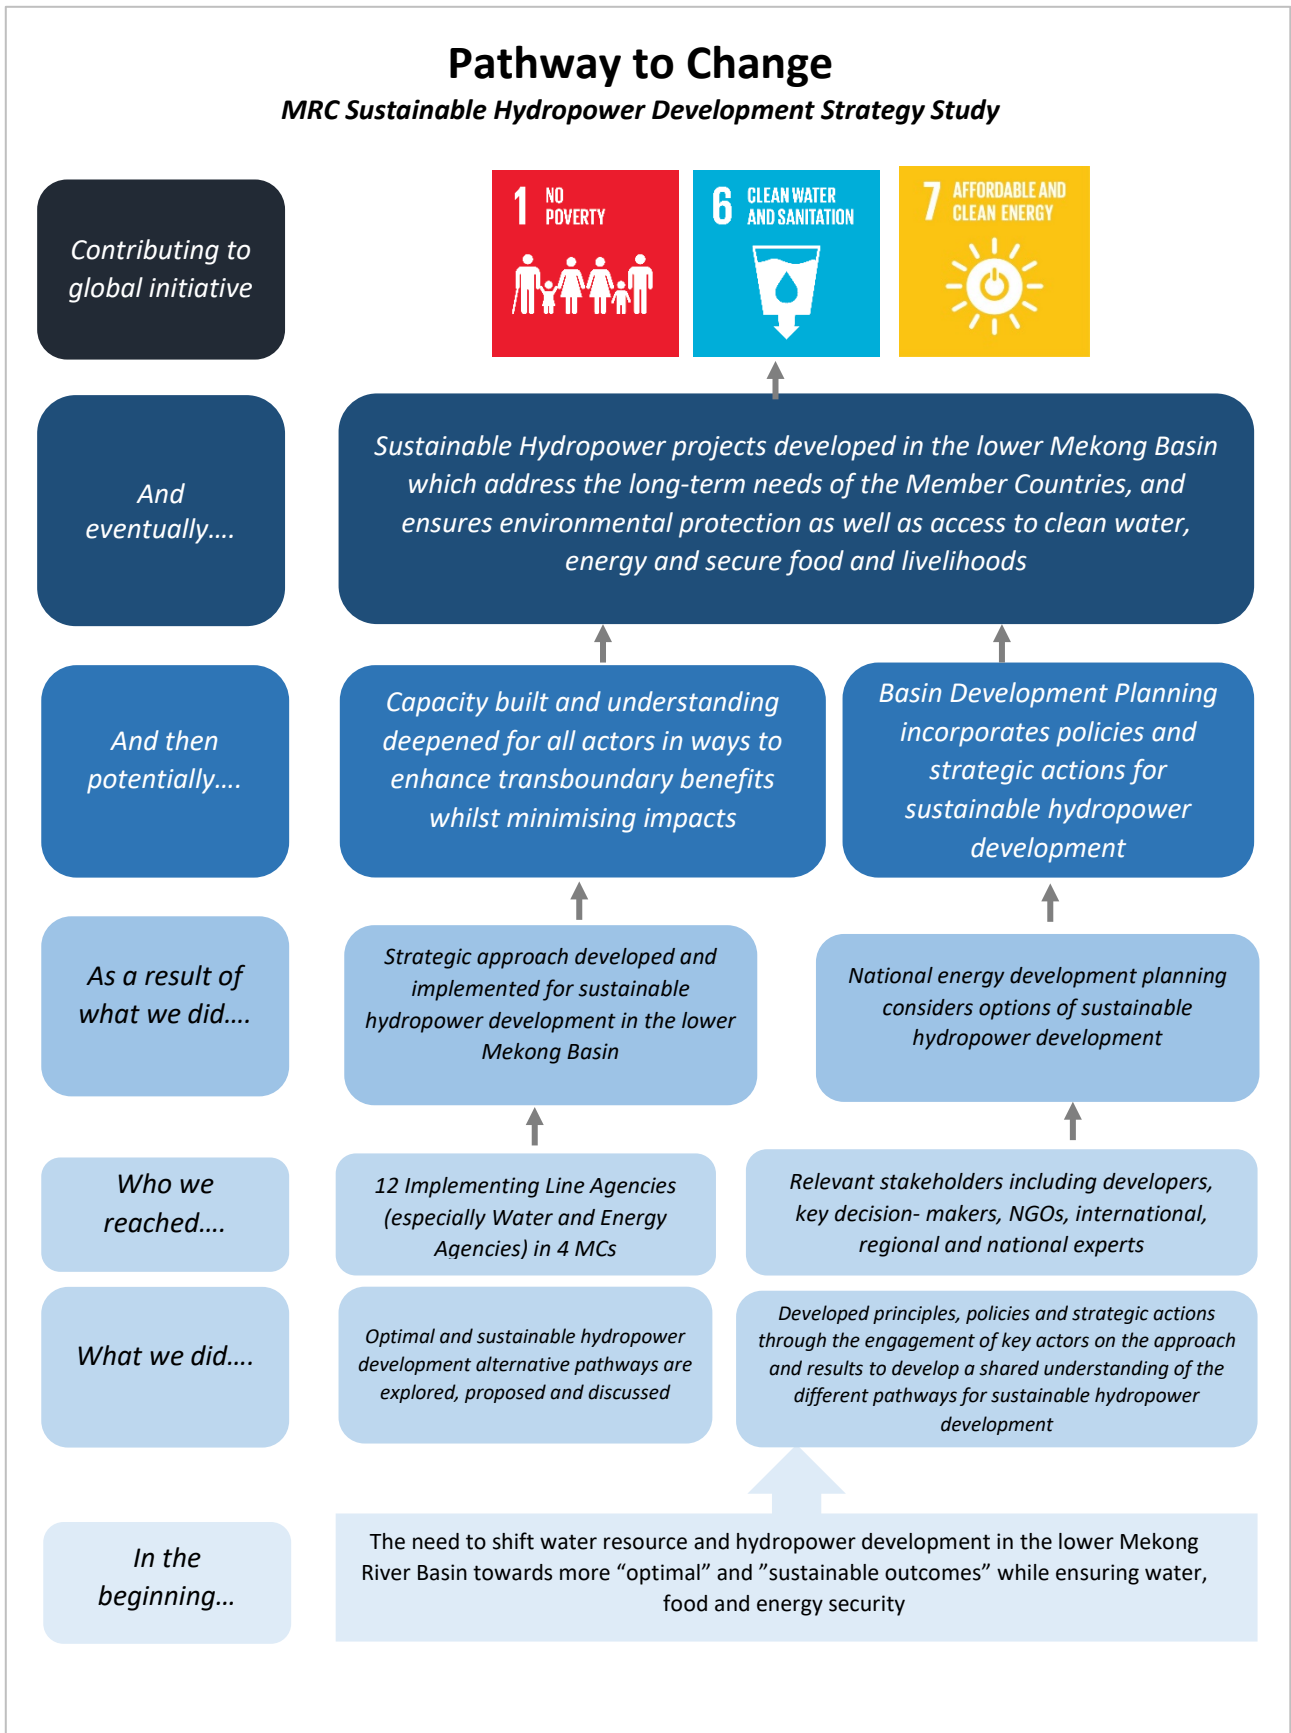 Pathway to Change
MRC Sustainable Hydropower Development Strategy Study
Contributing to
global initiative
1 NO
POVERTY
6 CLEAN WATER
AND SANITATION
7 AFFORDABLE AND
CLEAN ENERGY
And
eventually....
Sustainable Hydropower projects developed in the lower Mekong Basin
which address the long-term needs of the Member Countries, and
ensures environmental protection as well as access to clean water,
energy and secure food and livelihoods
And then
potentially....
Capacity built and understanding
deepened for all actors in ways to
enhance transboundary benefits
whilst minimising impacts
Basin Development Planning
incorporates policies and
strategic actions for
sustainable hydropower
development
As a result of
what we did....
Strategic approach developed and
implemented for sustainable
hydropower development in the lower
Mekong Basin
National energy development planning
considers options of sustainable
hydropower development
Who we
reached....
12 Implementing Line Agencies
(especially Water and Energy
Agencies) in 4 MCs
Relevant stakeholders including developers,
key decision- makers, NGOs, international,
regional and national experts
What we did....
Optimal and sustainable hydropower
development alternative pathways are
explored, proposed and discussed
Developed principles, policies and strategic actions
through the engagement of key actors on the approach
and results to develop a shared understanding of the
different pathways for sustainable hydropower
development
In the
beginning…
The need to shift water resource and hydropower development in the lower Mekong
River Basin towards more “optimal” and ”sustainable outcomes” while ensuring water,
food and energy security